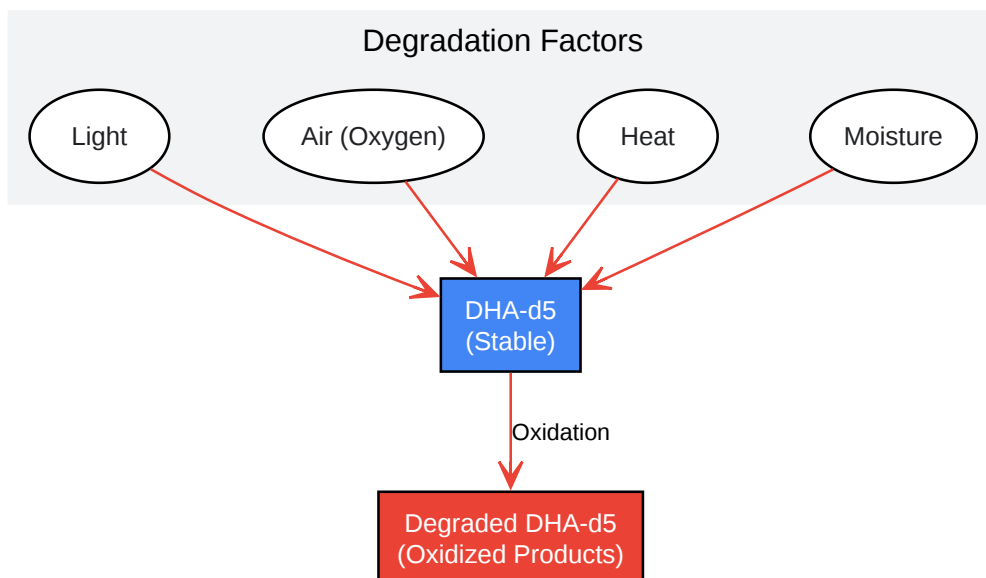 Degradation Factors
Light
Air (Oxygen)
Heat
Moisture
DHA-d5
(Stable)
Oxidation
Degraded DHA-d5
(Oxidized Products)